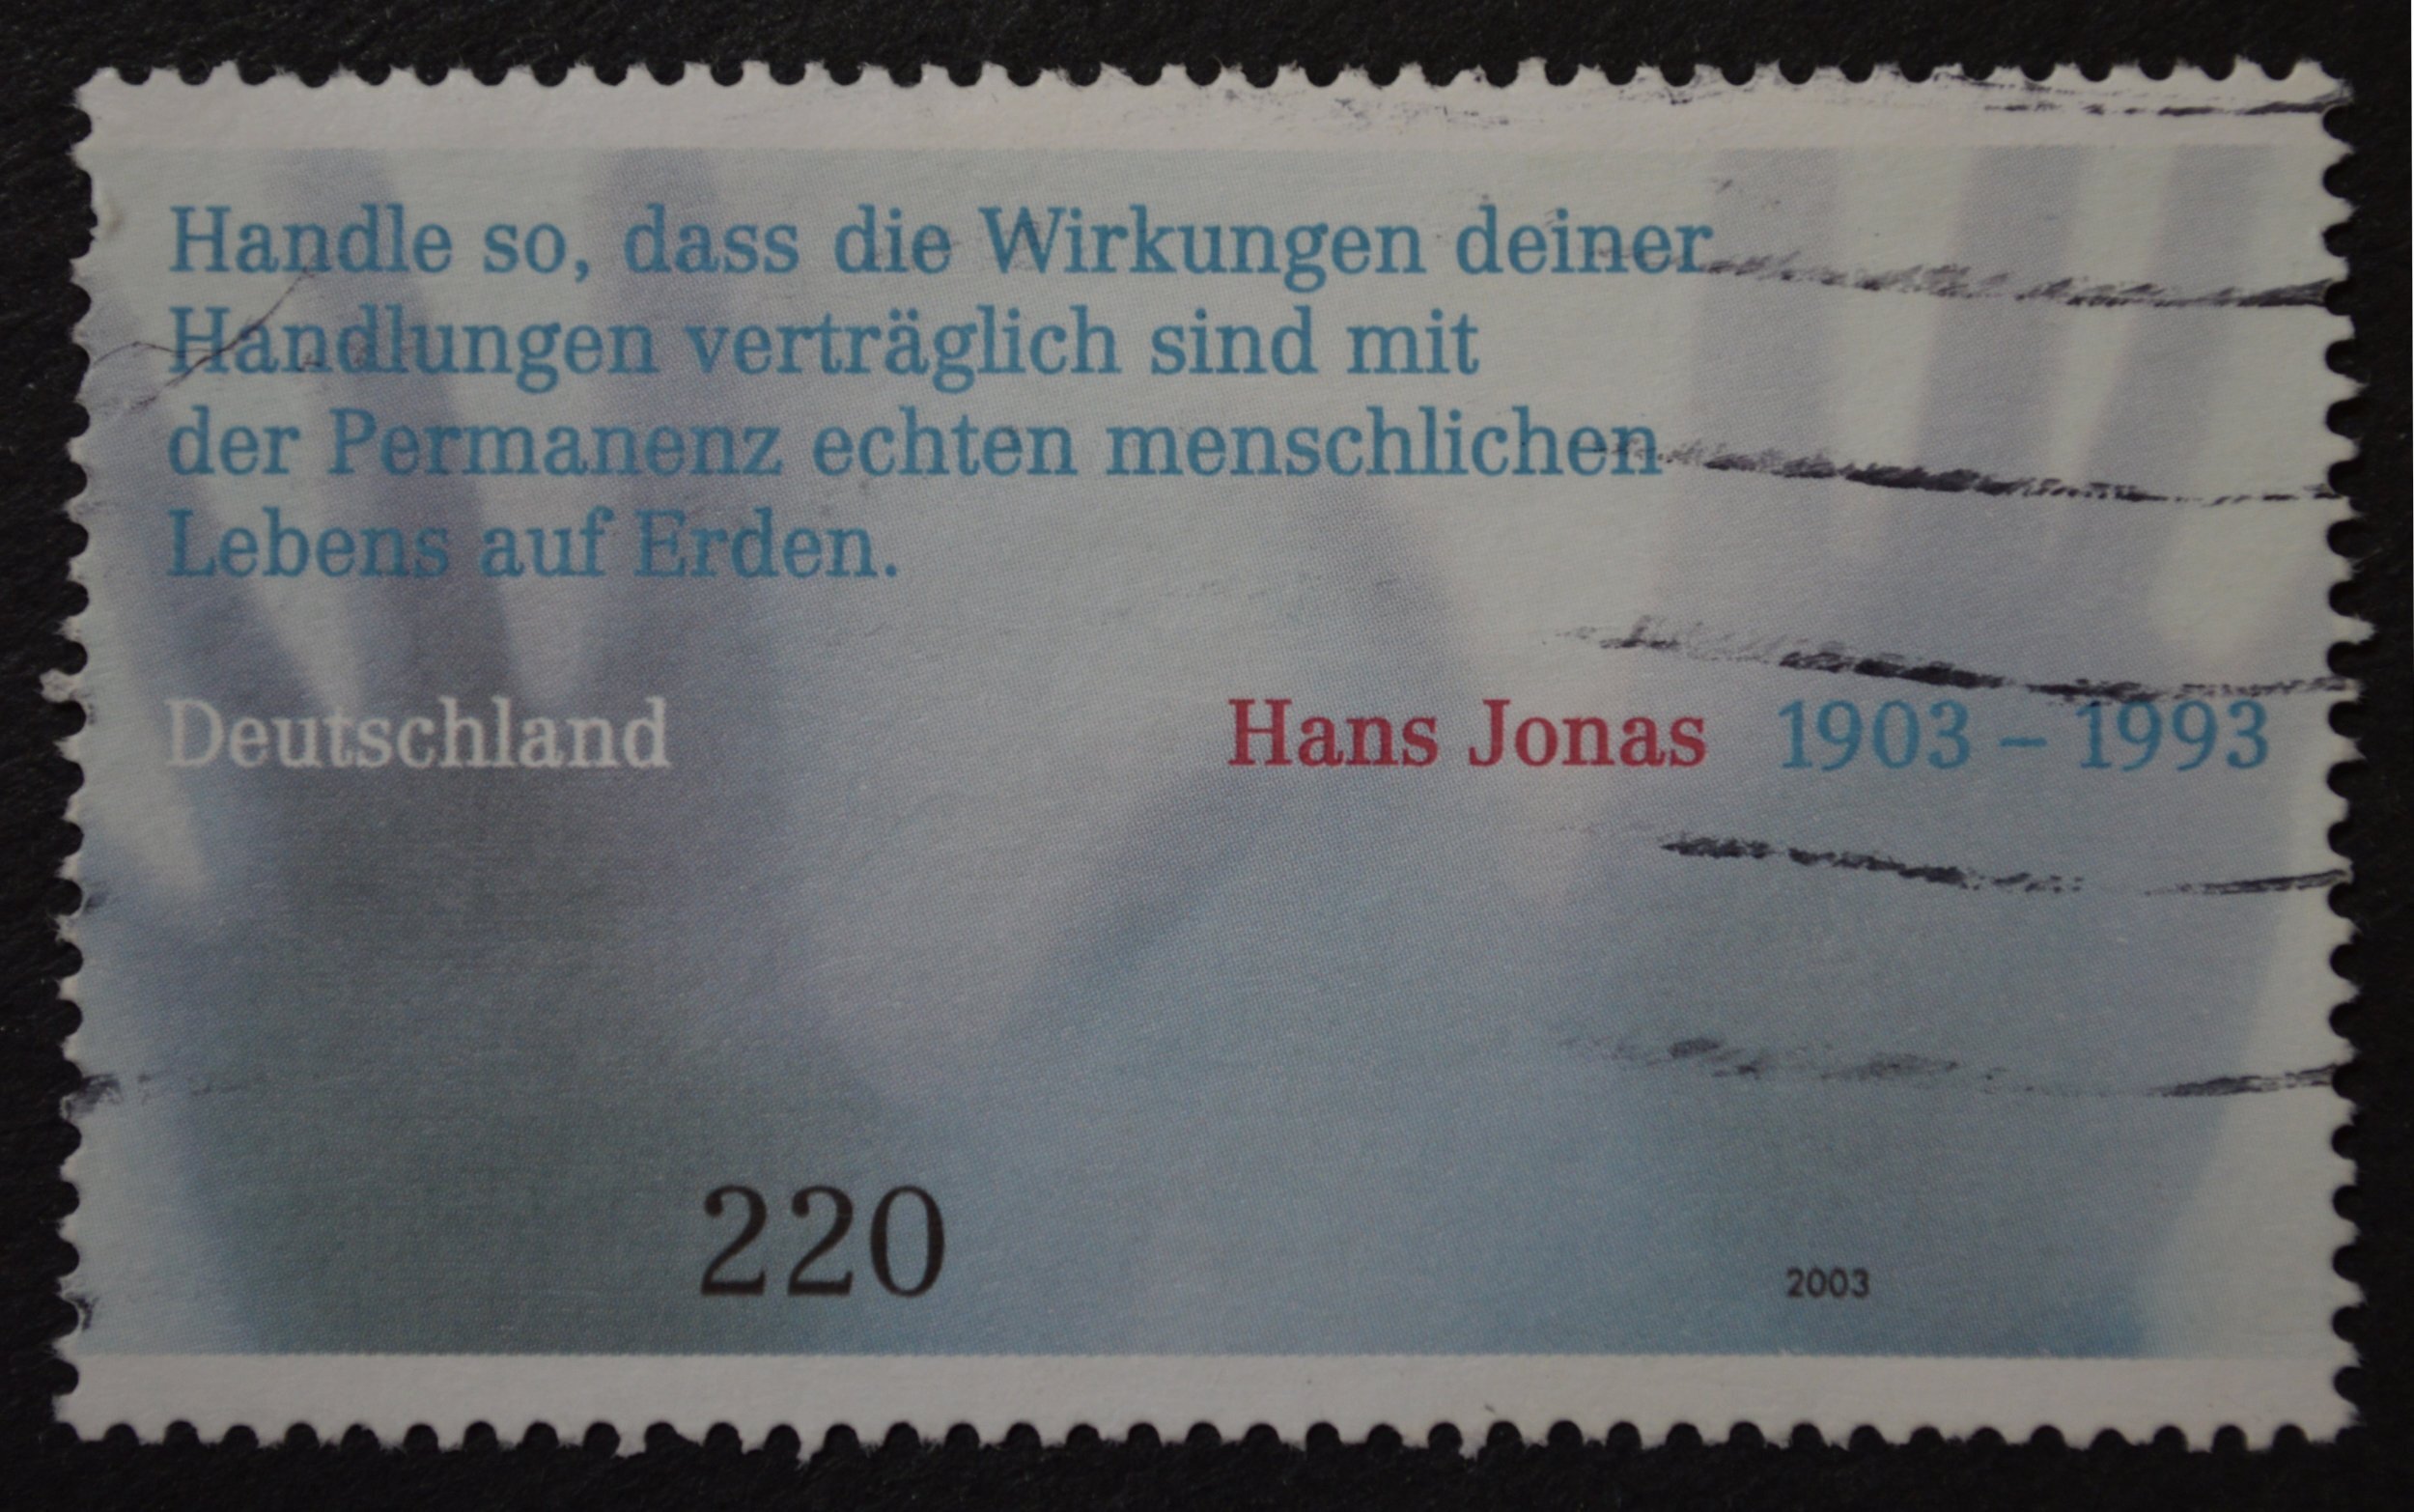 Handle so, dass die Wirkungen deiner
Handlungen verträglich sind mit
der Permanenz echten menschlichen
Lebens auf Erden.
Deutschland
Hans Jonas 1903 – 1993
220
2003